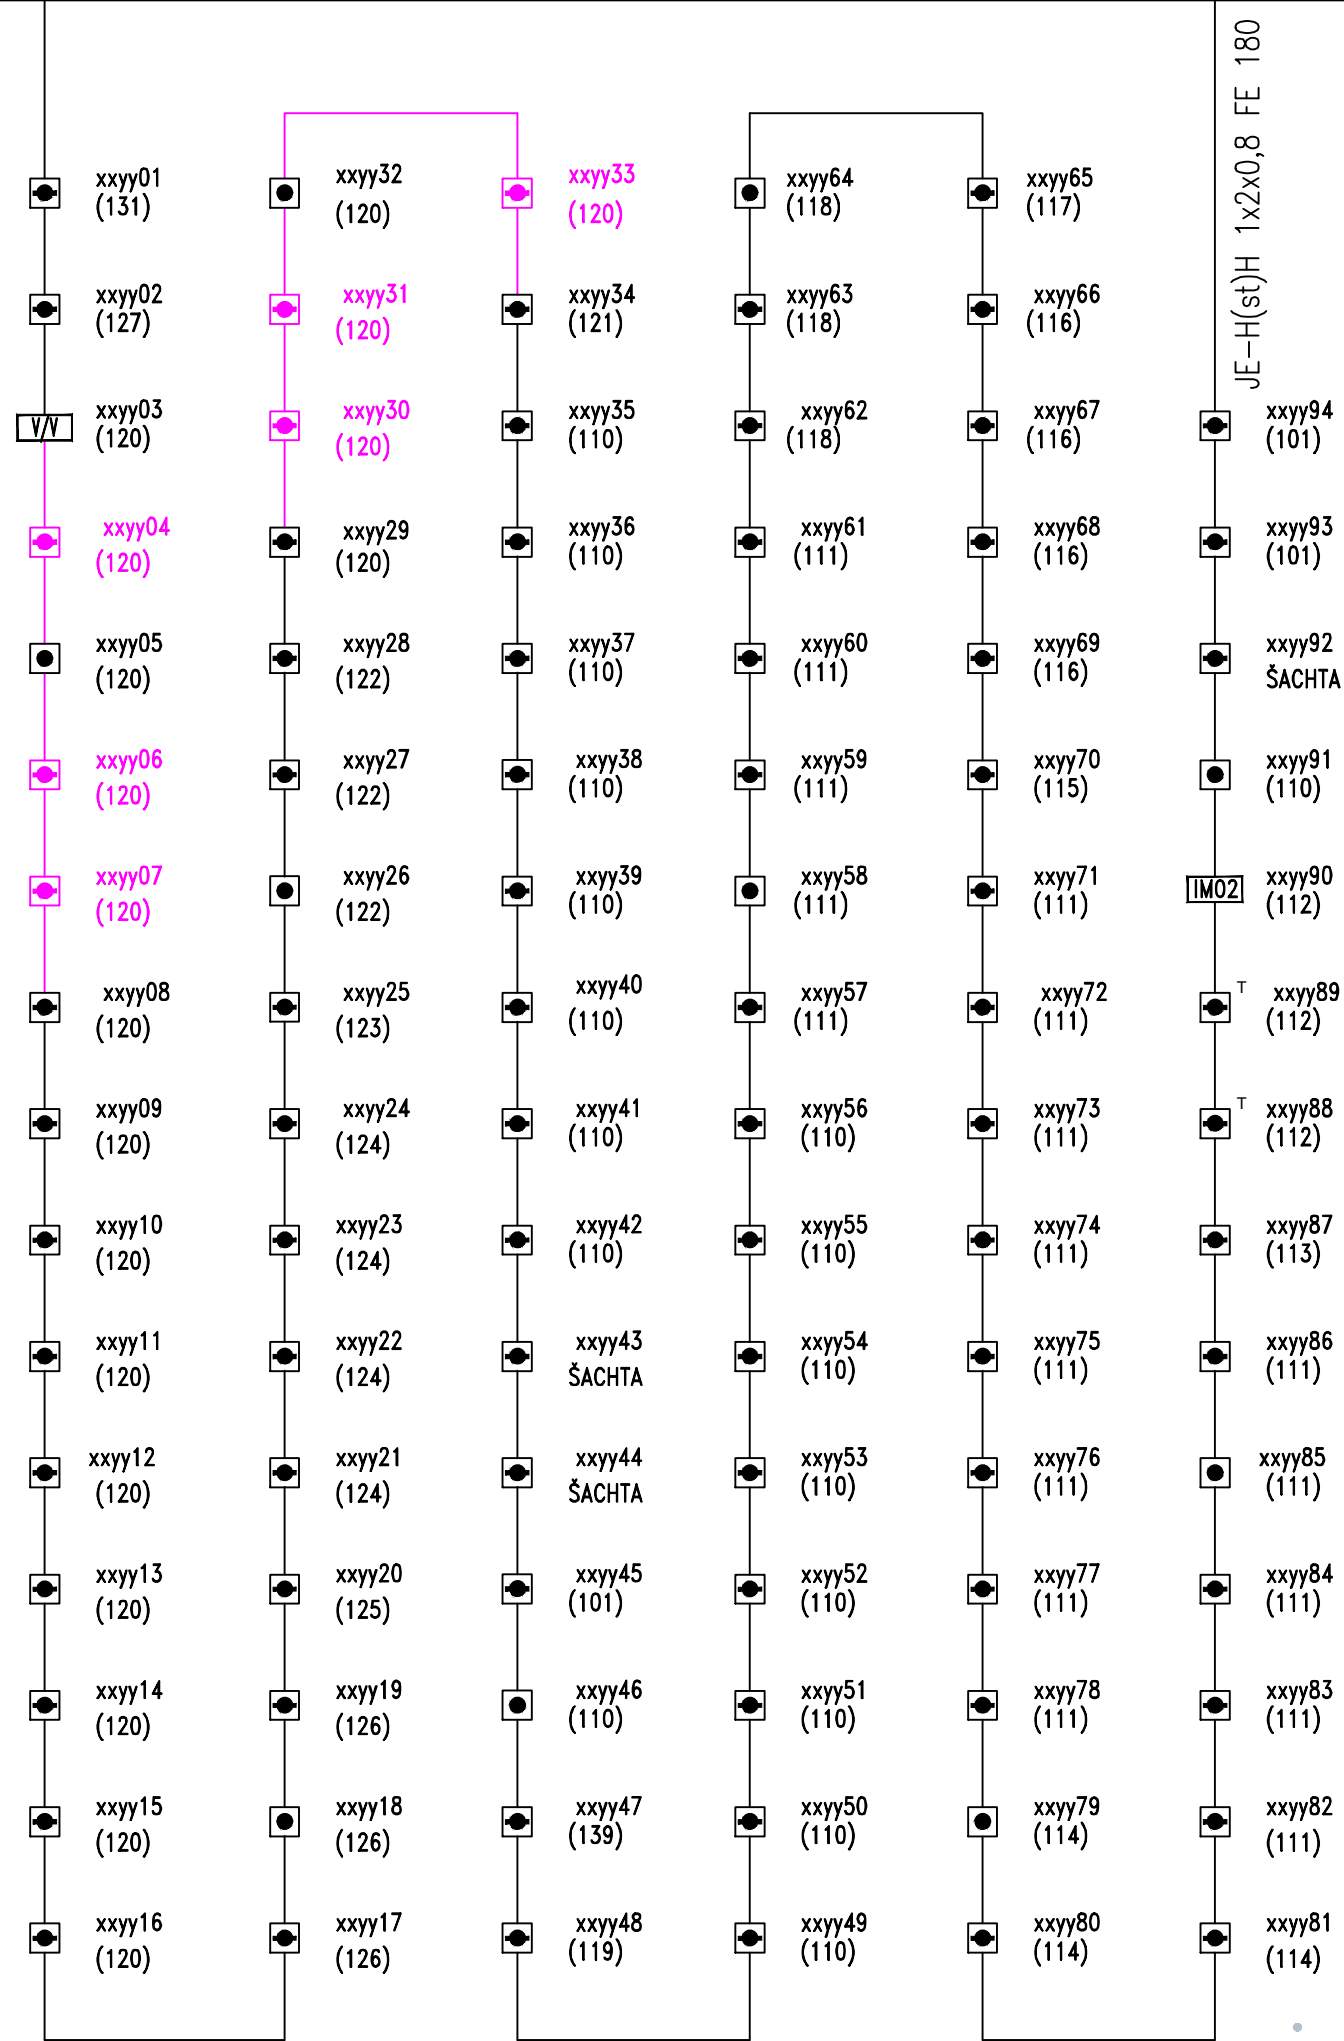 JE-H(st)H 1x2x0,8 FE 180
xxyy01
(131)
xxyy02
(127)
V/V
xxyy03
(120)
xxyy04
(120)
xxyy05
(120)
xxyy06
(120)
xxyy07
(120)
xxyy08
(120)
xxyy09
(120)
xxyy10
(120)
xxyy11
(120)
xxyy12
(120)
xxyy13
(120)
xxyy14
(120)
xxyy15
(120)
xxyy16
(120)
xxyy32
(120)
xxyy31
(120)
xxyy30
(120)
xxyy29
(120)
xxyy28
(122)
xxyy27
(122)
xxyy26
(122)
xxyy25
(123)
xxyy24
(124)
xxyy23
(124)
xxyy22
(124)
xxyy21
(124)
xxyy20
(125)
xxyy19
(126)
xxyy18
(126)
xxyy17
(126)
xxyy33
(120)
xxyy34
(121)
xxyy35
(110)
xxyy36
(110)
xxyy37
(110)
xxyy38
(110)
xxyy39
(110)
xxyy40
(110)
xxyy41
(110)
xxyy42
(110)
xxyy43
ŠACHTA
xxyy44
ŠACHTA
xxyy45
(101)
xxyy46
(110)
xxyy47
(139)
xxyy48
(119)
xxyy64
(118)
xxyy63
(118)
xxyy62
(118)
xxyy61
(111)
xxyy60
(111)
xxyy59
(111)
xxyy58
(111)
xxyy57
(111)
xxyy56
(110)
xxyy55
(110)
xxyy54
(110)
xxyy53
(110)
xxyy52
(110)
xxyy51
(110)
xxyy50
(110)
xxyy49
(110)
xxyy65
(117)
xxyy66
(116)
xxyy67
(116)
xxyy68
(116)
xxyy69
(116)
xxyy70
(115)
xxyy71
(111)
xxyy72
(111)
xxyy73
(111)
xxyy74
(111)
xxyy75
(111)
xxyy76
(111)
xxyy77
(111)
xxyy78
(111)
xxyy79
(114)
xxyy80
(114)
xxyy94
(101)
xxyy93
(101)
xxyy92
ŠACHTA
xxyy91
(110)
IM02
xxyy90
(112)
T
xxyy89
(112)
T
xxyy88
(112)
xxyy87
(113)
xxyy86
(111)
xxyy85
(111)
xxyy84
(111)
xxyy83
(111)
xxyy82
(111)
xxyy81
(114)